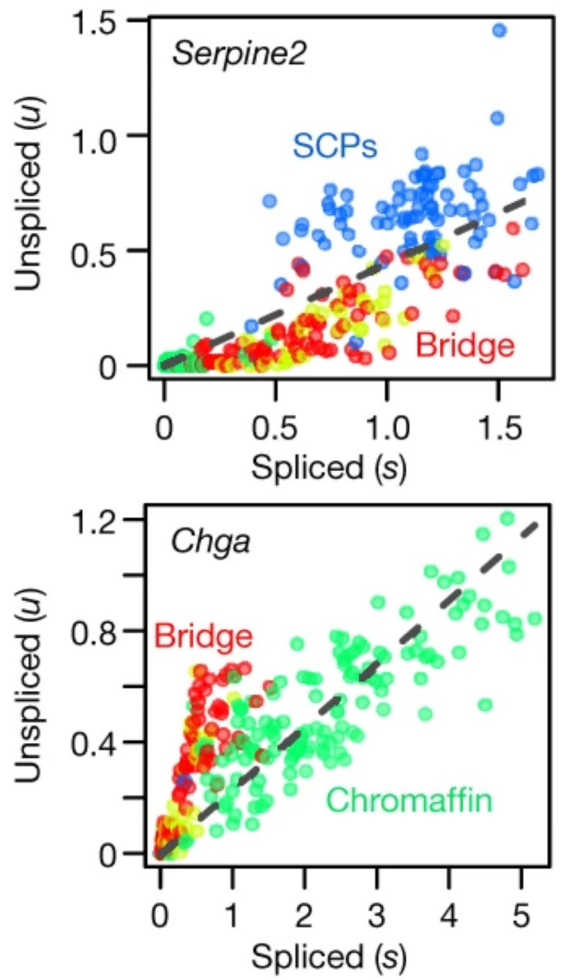 Serpine2
SCPs
Bridge
Unspliced (u)
1.5
1.0
0.5
0
0 0.5 1.0 1.5
Spliced (s)
Chga
Bridge
Chromaffin
Unspliced (u)
1.2
0.8
0.4
0
0 1 2 3 4 5
Spliced (s)